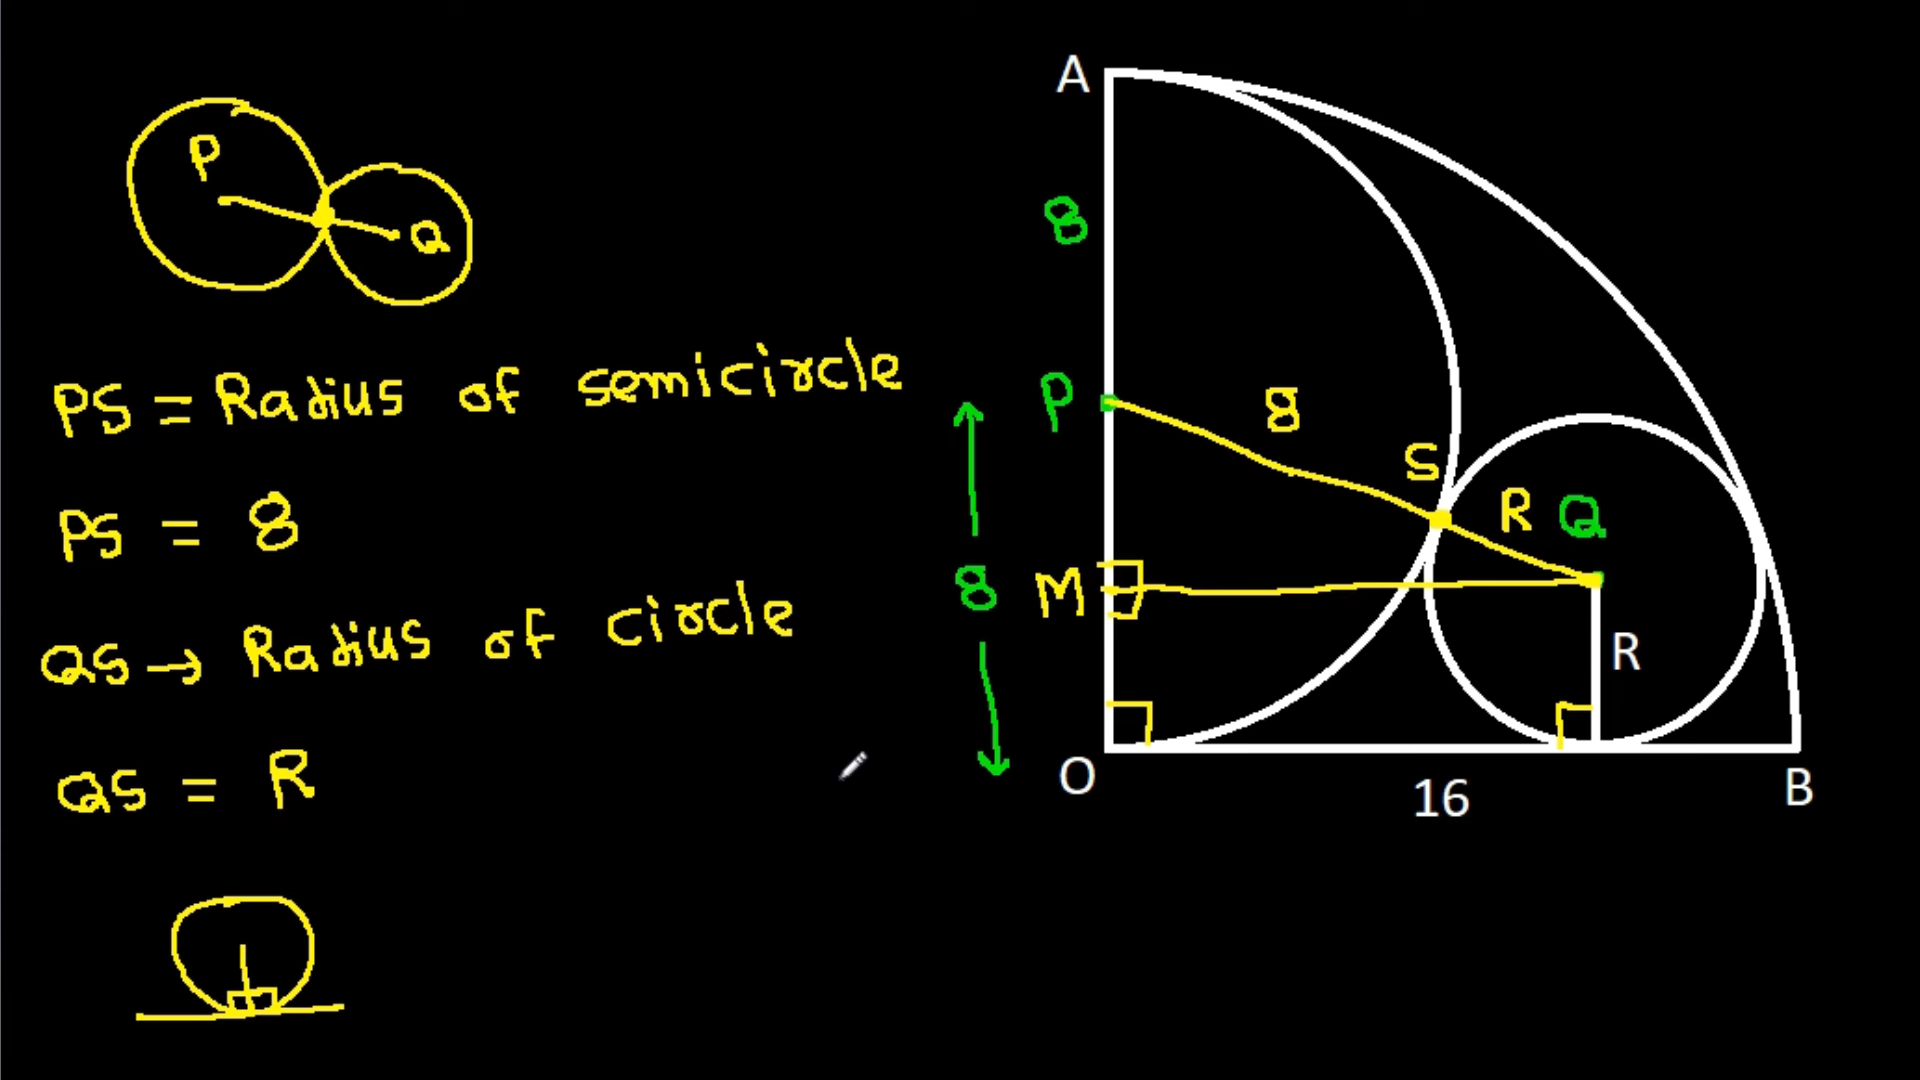 P
Q
PS = Radius of semicircle
PS = 8
QS → Radius of circle
QS = R
A
8
P
8
S
R Q
8
M
R
O
16
B